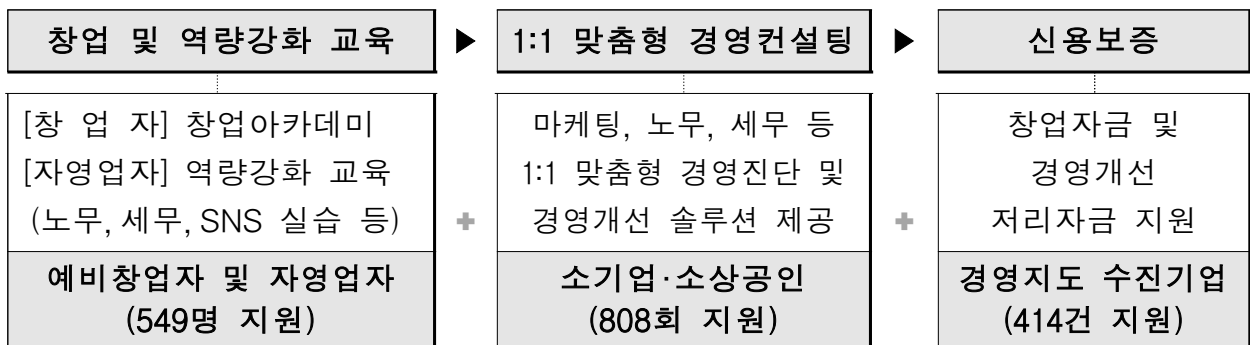 창업 및 역량강화 교육 ▶ 1:1 맞춤형 경영컨설팅 ▶ 신용보증
[창 업 자] 창업아카데미
[자영업자] 역량강화 교육
(노무, 세무, SNS 실습 등)
예비창업자 및 자영업자
(549명 지원)
+
마케팅, 노무, 세무 등
1:1 맞춤형 경영진단 및
경영개선 솔루션 제공
소기업·소상공인
(808회 지원)
+
창업자금 및
경영개선
저리자금 지원
경영지도 수진기업
(414건 지원)